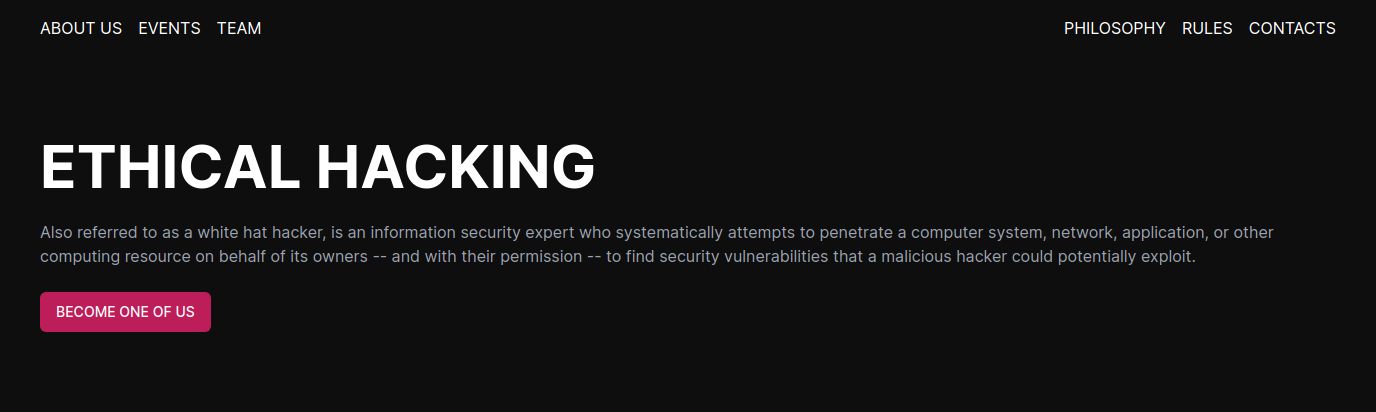 ABOUT US EVENTS TEAM PHILOSOPHY RULES CONTACTS
ETHICAL HACKING
Also referred to as a white hat hacker, is an information security expert who systematically attempts to penetrate a computer system, network, application, or other
computing resource on behalf of its owners -- and with their permission -- to find security vulnerabilities that a malicious hacker could potentially exploit.
BECOME ONE OF US